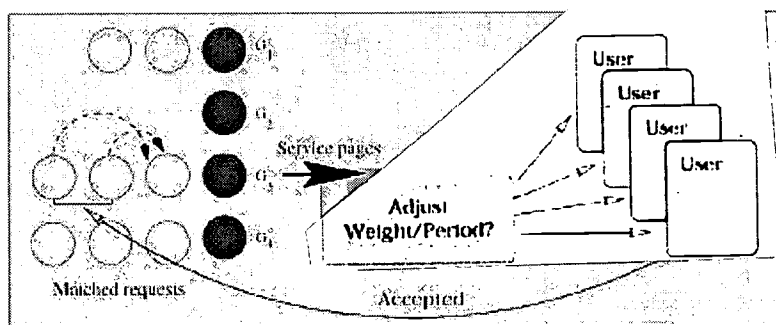 G1
G2
Service pages
G3
G4
Matched requests
Adjust
Weight/Period?
User
User
User
User
Accepted